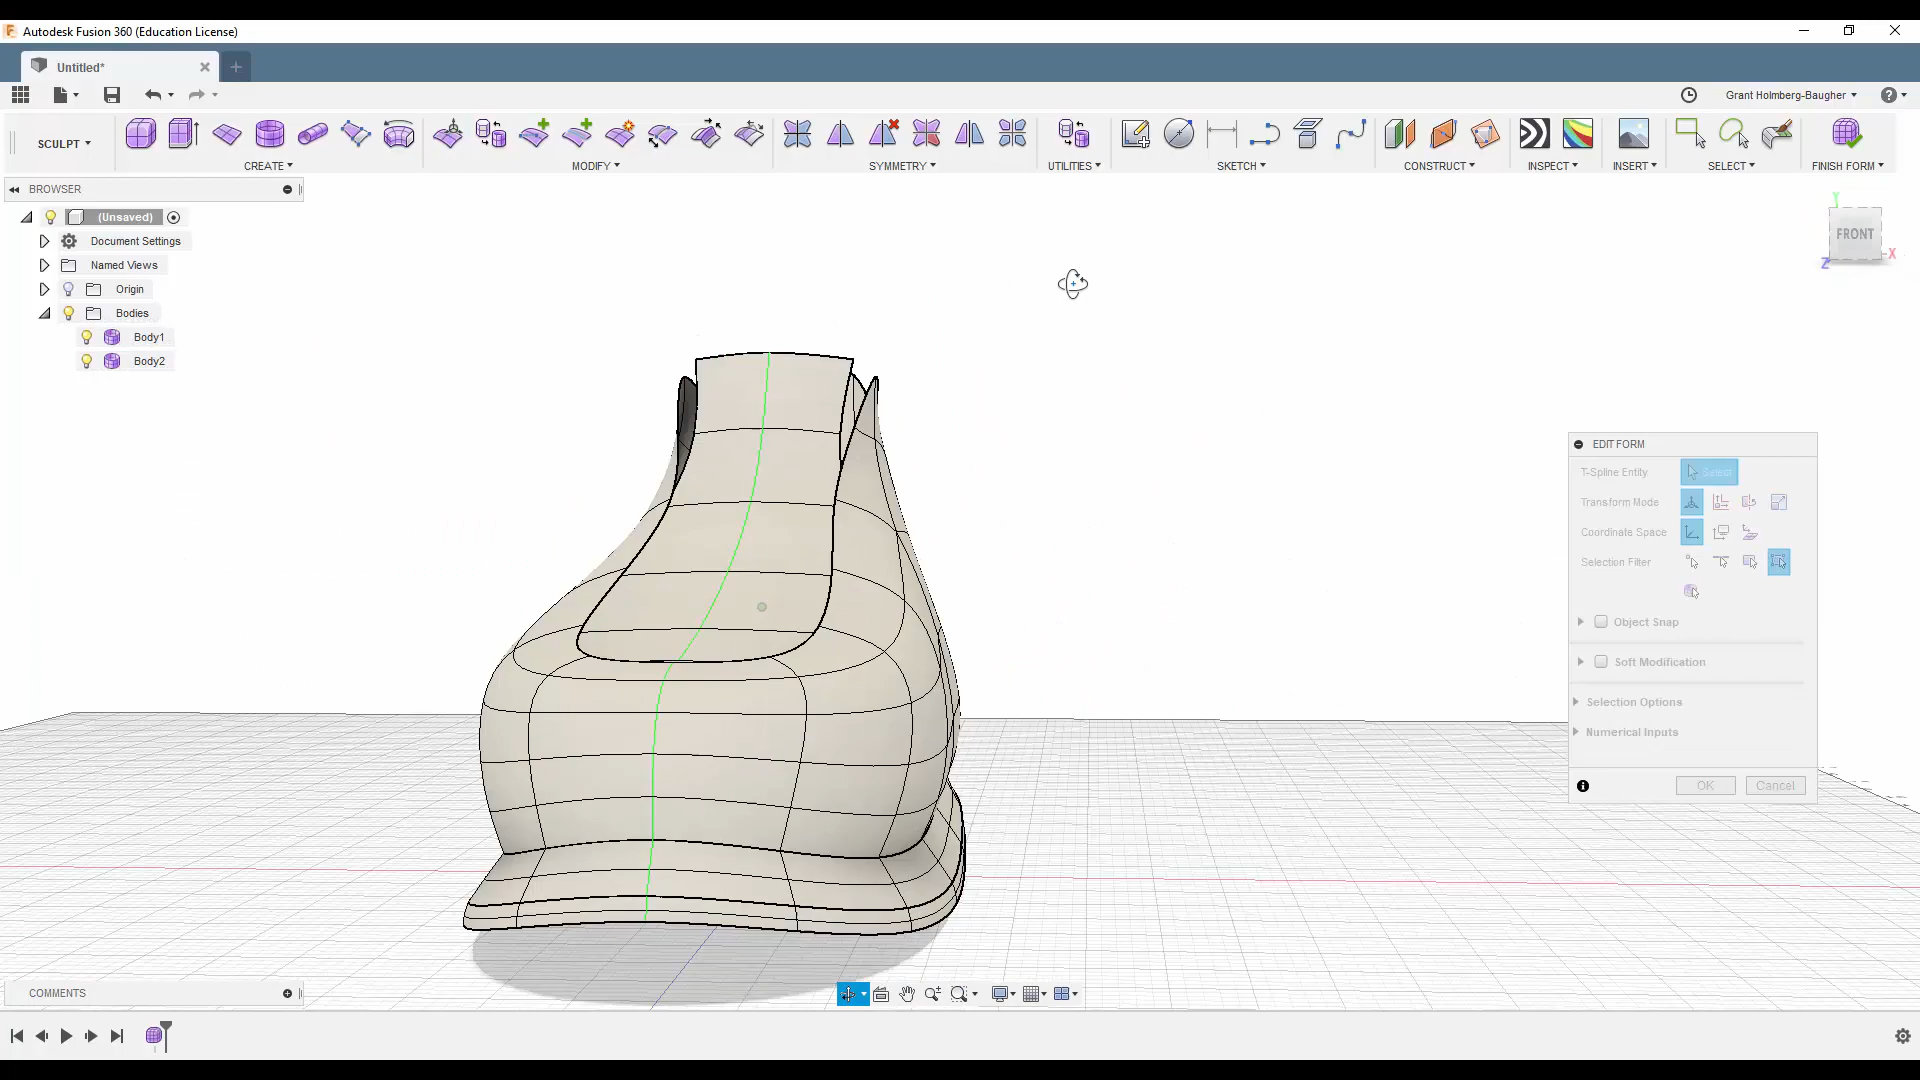 Autodesk Fusion 360 (Education License)
Untitled*
Grant Holmberg-Baugher
SCULPT
CREATE
MODIFY
SYMMETRY
UTILITIES
SKETCH
CONSTRUCT
INSPECT
INSERT
SELECT
FINISH FORM
BROWSER
(Unsaved)
Document Settings
Named Views
Origin
Bodies
Body1
Body2
Y
FRONT
X
Z
EDIT FORM
T-Spline Entity
Select
Transform Mode
Coordinate Space
Selection Filter
Object Snap
Soft Modification
Selection Options
Numerical Inputs
OK
Cancel
COMMENTS